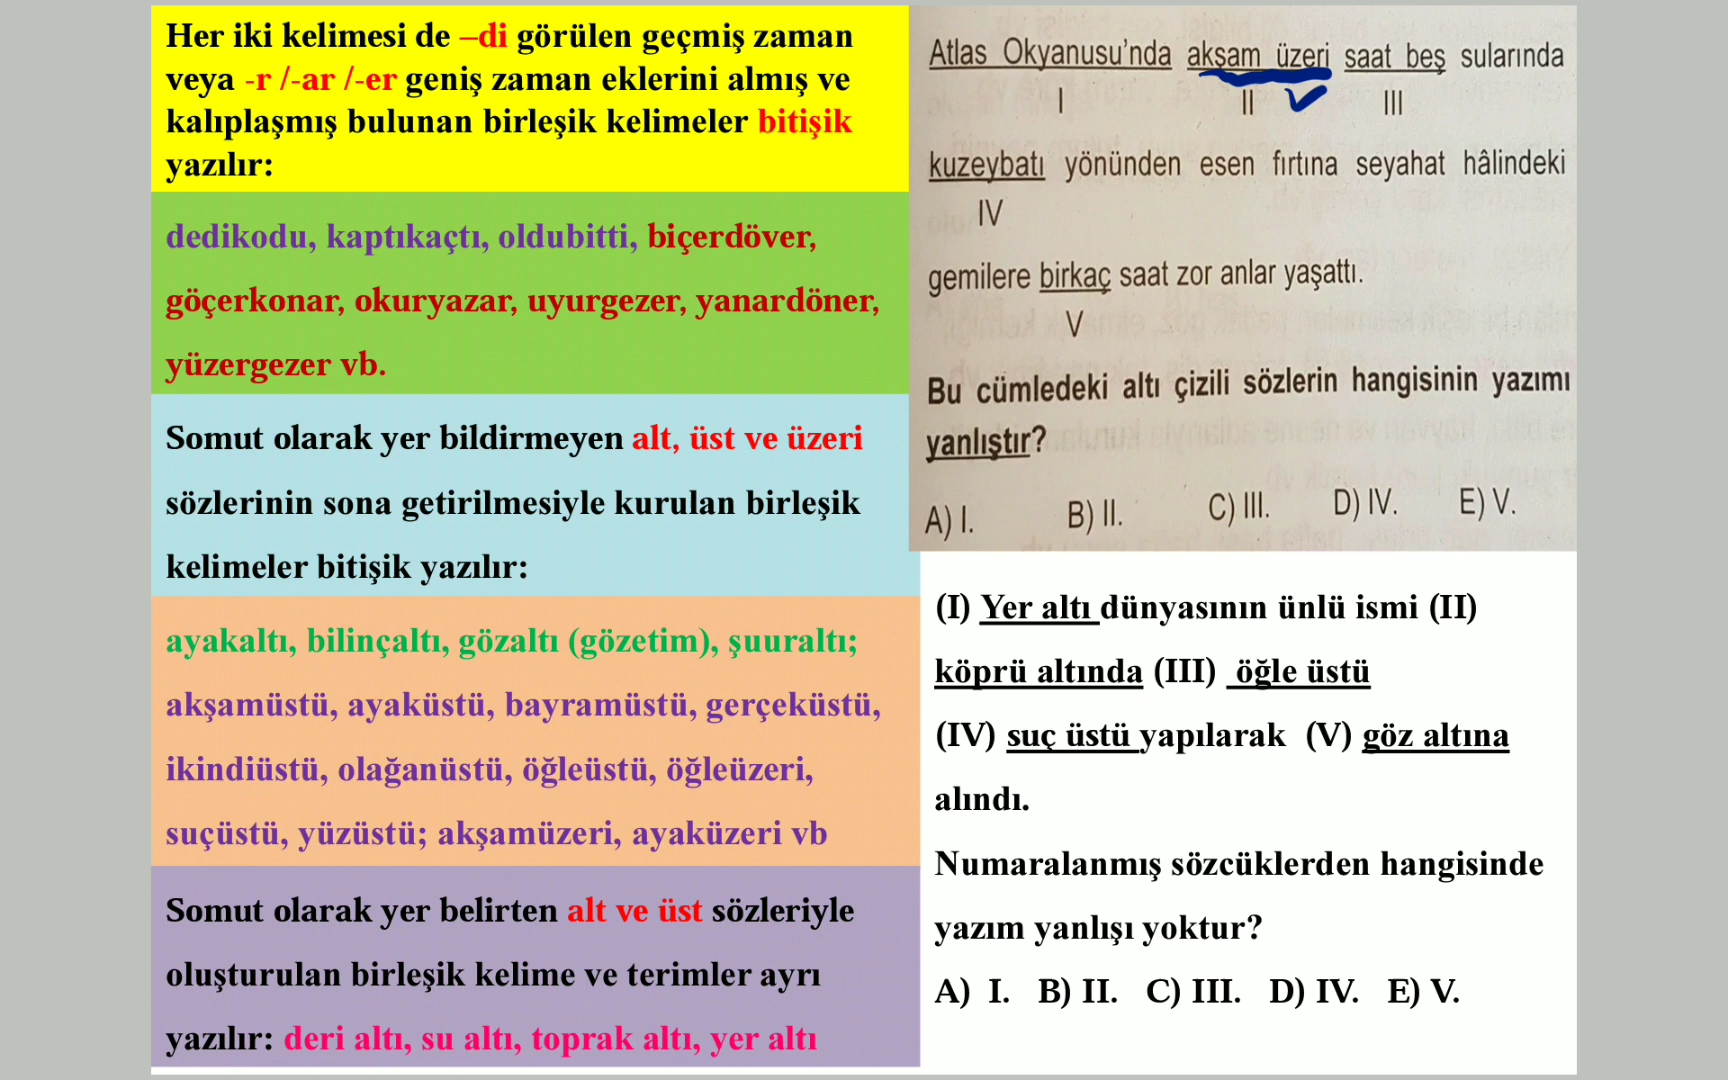 Her iki kelimesi de –di görülen geçmiş zaman
veya -r /-ar /-er geniş zaman eklerini almış ve
kalıplaşmış bulunan birleşik kelimeler bitişik
yazılır:
dedikodu, kaptıkaçtı, oldubitti, biçerdöver,
göçerkonar, okuryazar, uyurgezer, yanardöner,
yüzergezer vb.
Somut olarak yer bildirmeyen alt, üst ve üzeri
sözlerinin sona getirilmesiyle kurulan birleşik
kelimeler bitişik yazılır:
ayakaltı, bilinçaltı, gözaltı (gözetim), şuuraltı;
akşamüstü, ayaküstü, bayramüstü, gerçeküstü,
ikindiüstü, olağanüstü, öğleüstü, öğleüzeri,
suçüstü, yüzüstü; akşamüzeri, ayaküzeri vb
Somut olarak yer belirten alt ve üst sözleriyle
oluşturulan birleşik kelime ve terimler ayrı
yazılır: deri altı, su altı, toprak altı, yer altı
Atlas Okyanusu'nda akşam üzeri saat beş sularında
I II III
kuzeybatı yönünden esen fırtına seyahat hâlindeki
IV
gemilere birkaç saat zor anlar yaşattı.
V
Bu cümledeki altı çizili sözlerin hangisinin yazımı
yanlıştır?
A) I. B) II. C) III. D) IV. E) V.
(I) Yer altı dünyasının ünlü ismi (II)
köprü altında (III) öğle üstü
(IV) suç üstü yapılarak (V) göz altına
alındı.
Numaralanmış sözcüklerden hangisinde
yazım yanlışı yoktur?
A) I. B) II. C) III. D) IV. E) V.